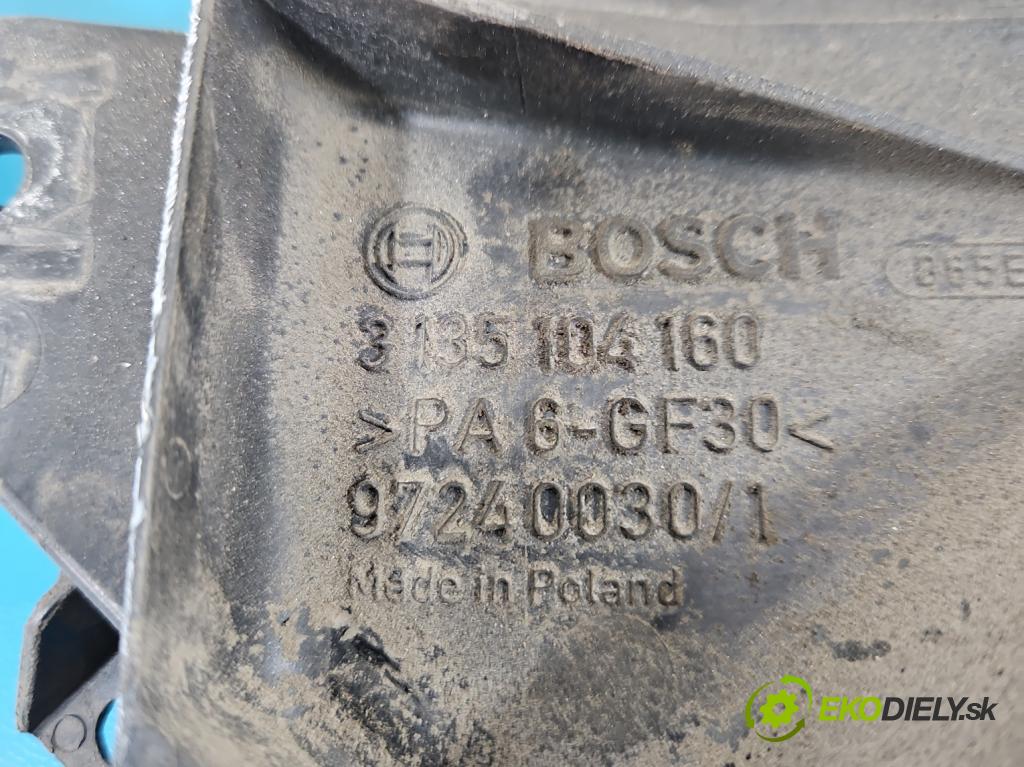 BOSCH
3 135 104 160
>PA 6-GF30<
97240030/1
Made in Poland
EKODIELY.sk